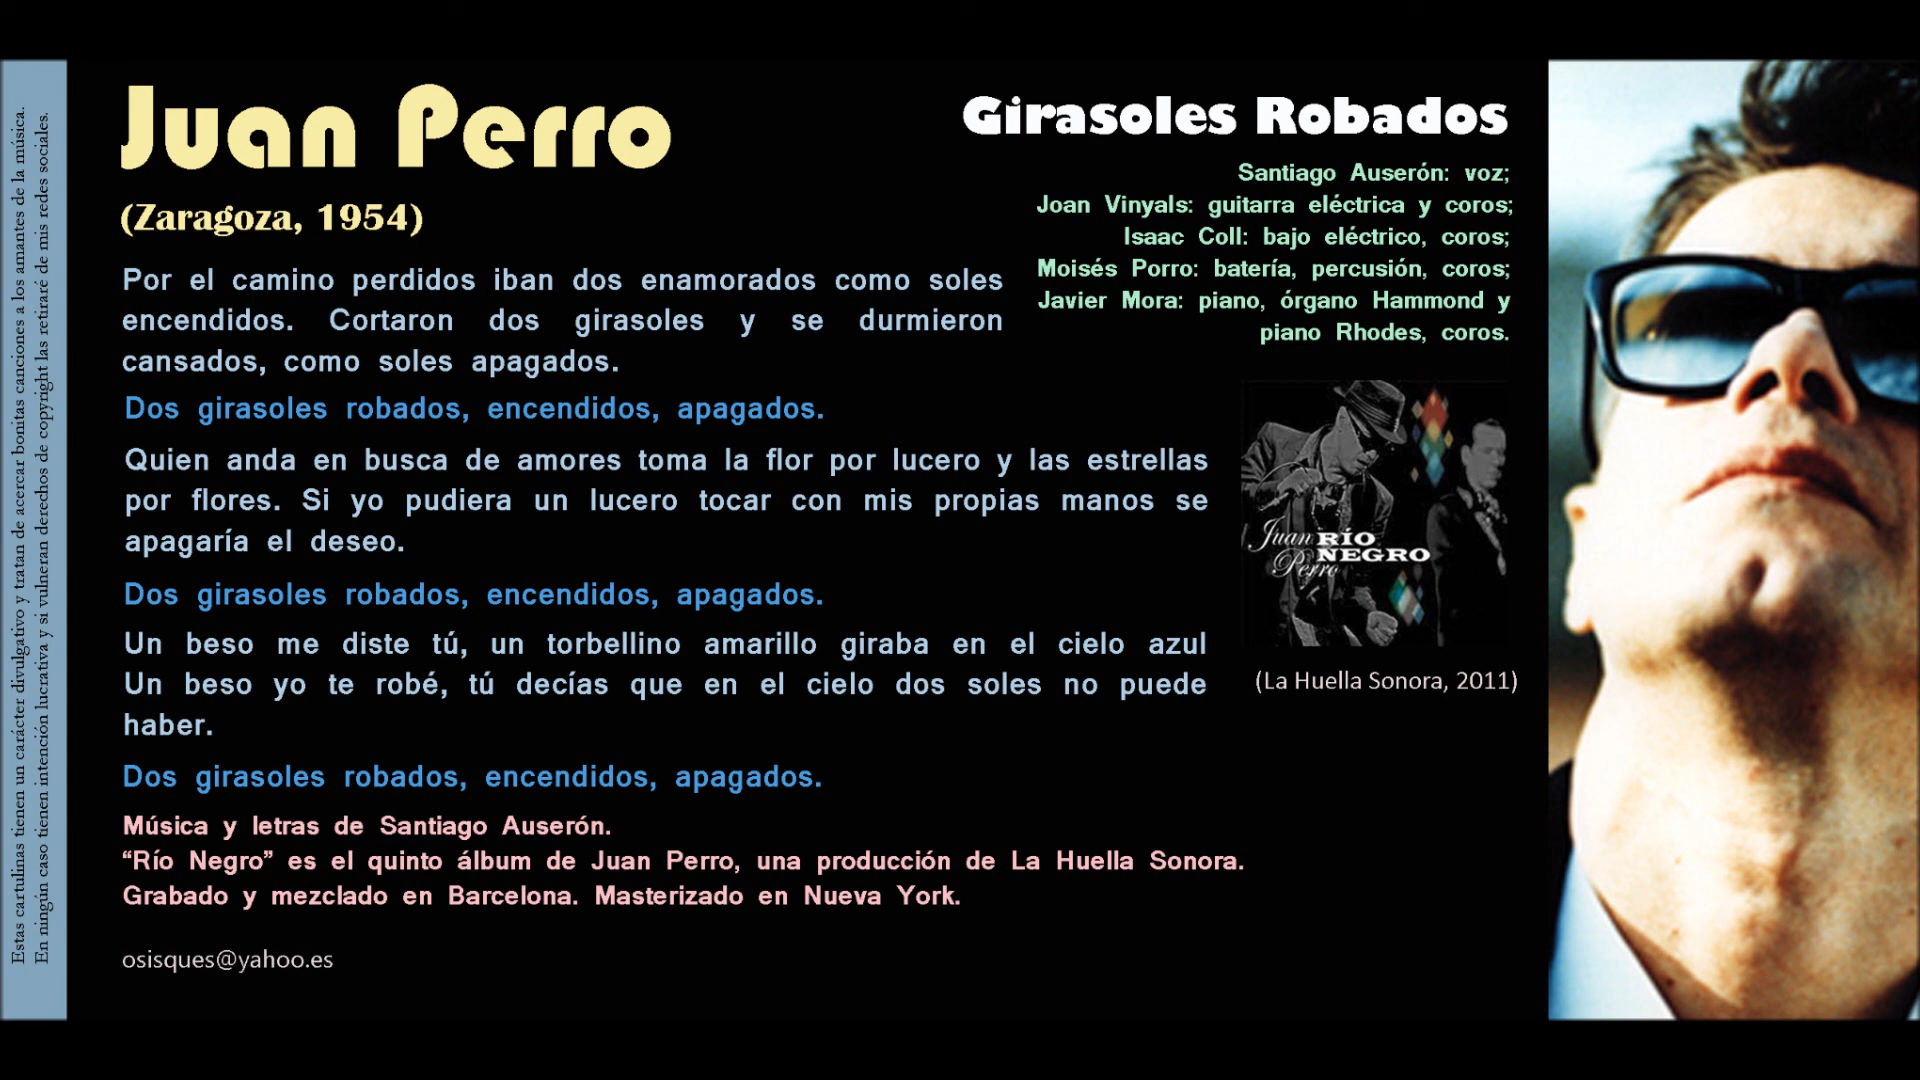 Estas cartulinas tienen un carácter divulgativo y tratan de acercar bonitas canciones a los amantes de la música.
En ningún caso tienen intención lucrativa y si vulneran derechos de copyright las retiraré de mis redes sociales.
Juan Perro
(Zaragoza, 1954)
Por el camino perdidos iban dos enamorados como soles
encendidos. Cortaron dos girasoles y se durmieron
cansados, como soles apagados.
Dos girasoles robados, encendidos, apagados.
Quien anda en busca de amores toma la flor por lucero y las estrellas
por flores. Si yo pudiera un lucero tocar con mis propias manos se
apagaría el deseo.
Dos girasoles robados, encendidos, apagados.
Un beso me diste tú, un torbellino amarillo giraba en el cielo azul
Un beso yo te robé, tú decías que en el cielo dos soles no puede
haber.
Dos girasoles robados, encendidos, apagados.
Música y letras de Santiago Auserón.
“Río Negro” es el quinto álbum de Juan Perro, una producción de La Huella Sonora.
Grabado y mezclado en Barcelona. Masterizado en Nueva York.
osisques@yahoo.es
Girasoles Robados
Santiago Auserón: voz;
Joan Vinyals: guitarra eléctrica y coros;
Isaac Coll: bajo eléctrico, coros;
Moisés Porro: batería, percusión, coros;
Javier Mora: piano, órgano Hammond y
piano Rhodes, coros.
Juan RÍO
NEGRO
Perro
(La Huella Sonora, 2011)